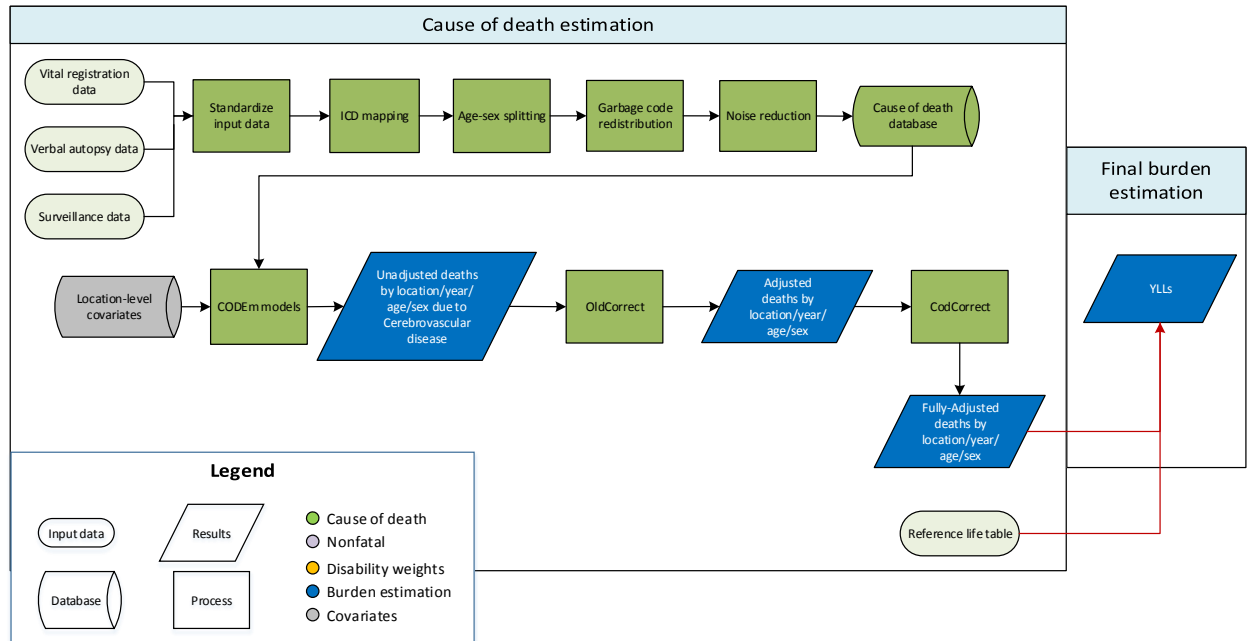 Cause of death estimation
Vital registration
data
Verbal autopsy data
Surveillance data
Standardize
input data
ICD mapping
Age-sex splitting
Garbage code
redistribution
Noise reduction
Cause of death
database
Final burden
estimation
Location-level
covariates
CODEm models
Unadjusted deaths
by location/year/
age/sex due to
Cerebrovascular
disease
OldCorrect
Adjusted
deaths by
location/year/
age/sex
CodCorrect
YLLs
Fully-Adjusted
deaths by
location/year/
age/sex
Reference life table
Legend
Input data
Results
Database
Process
Cause of death
Nonfatal
Disability weights
Burden estimation
Covariates